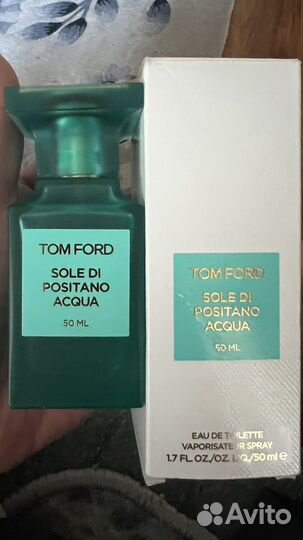 TOM FORD
SOLE DI
POSITANO
ACQUA
50 ML
TOM FORD
SOLE DI
POSITANO
ACQUA
50 ML
EAU DE TOILETTE
VAPORISATEUR SPRAY
1.7 FL. OZ./OZ. LIQ./50 ml e
Avito